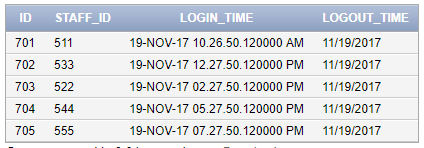 ID STAFF_ID LOGIN_TIME LOGOUT_TIME
701 511 19-NOV-17 10.26.50.120000 AM 11/19/2017
702 533 19-NOV-17 12.27.50.120000 PM 11/19/2017
703 522 19-NOV-17 02.27.50.120000 PM 11/19/2017
704 544 19-NOV-17 05.27.50.120000 PM 11/19/2017
705 555 19-NOV-17 07.27.50.120000 PM 11/19/2017